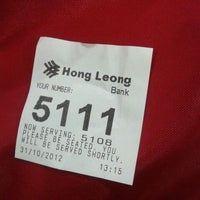 Hong Leong
Bank
YOUR NUMBER:
5111
NOW SERVING: 5108
PLEASE BE SEATED. YOU
WILL BE SERVED SHORTLY.
31/10/2012 13:15